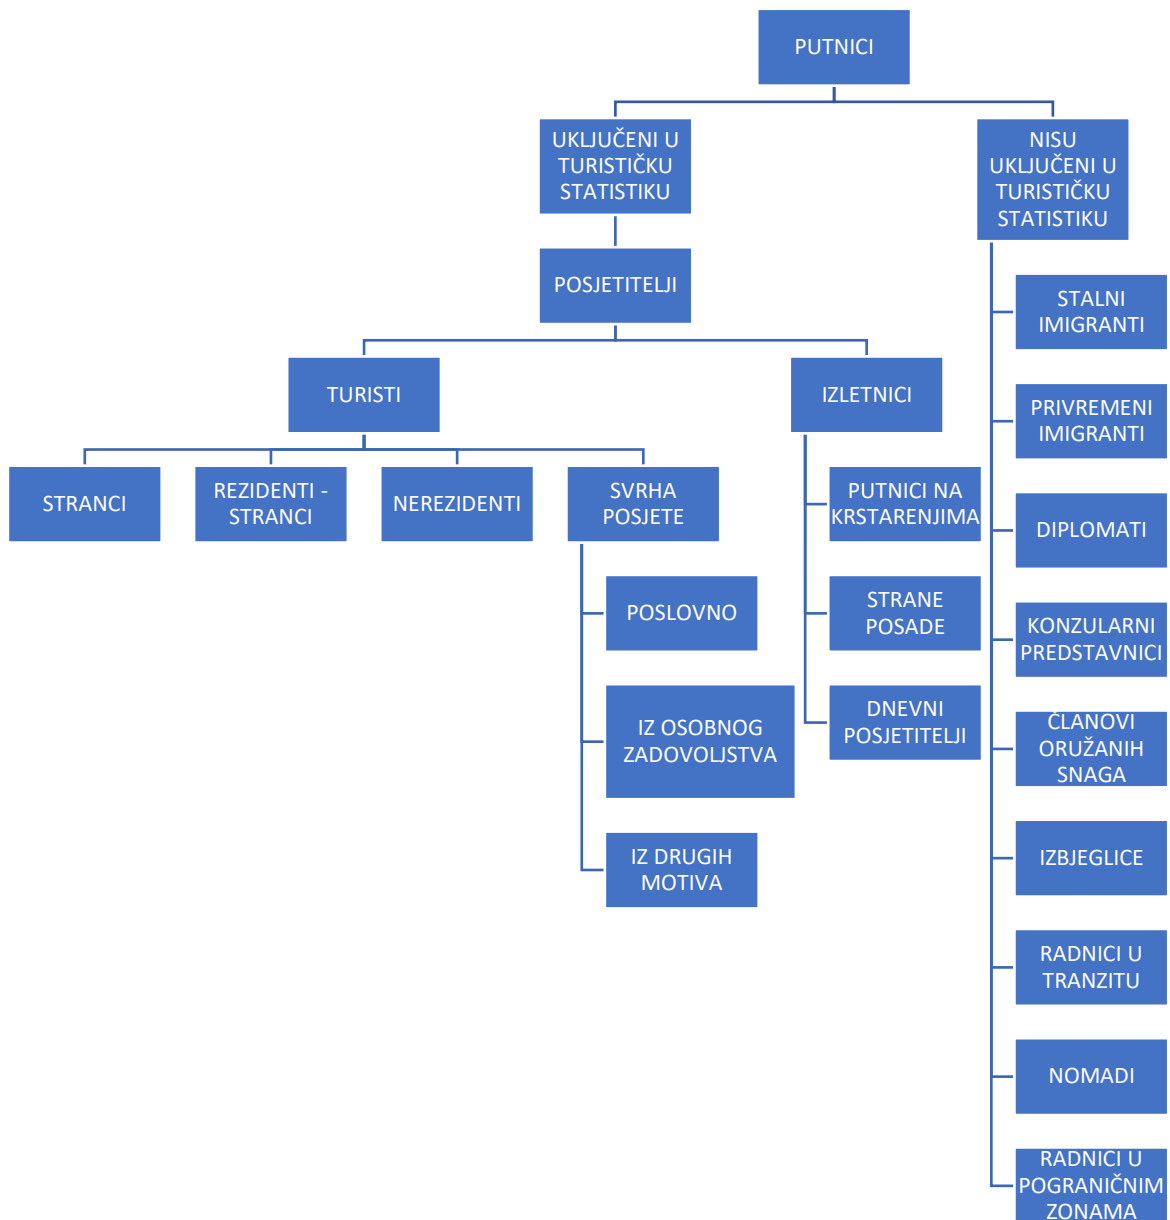 PUTNICI
UKLJUČENI U
TURISTIČKU
STATISTIKU
NISU
UKLJUČENI U
TURISTIČKU
STATISTIKU
POSJETITELJI
TURISTI
IZLETNICI
STRANCI
REZIDENTI -
STRANCI
NEREZIDENTI
SVRHA
POSJETE
POSLOVNO
IZ OSOBNOG
ZADOVOLJSTVA
IZ DRUGIH
MOTIVA
PUTNICI NA
KRSTARENJIMA
STRANE
POSADE
DNEVNI
POSJETITELJI
STALNI
IMIGRANTI
PRIVREMENI
IMIGRANTI
DIPLOMATI
KONZULARNI
PREDSTAVNICI
ČLANOVI
ORUŽANIH
SNAGA
IZBJEGLICE
RADNICI U
TRANZITU
NOMADI
RADNICI U
POGRANIČNIM
ZONAMA